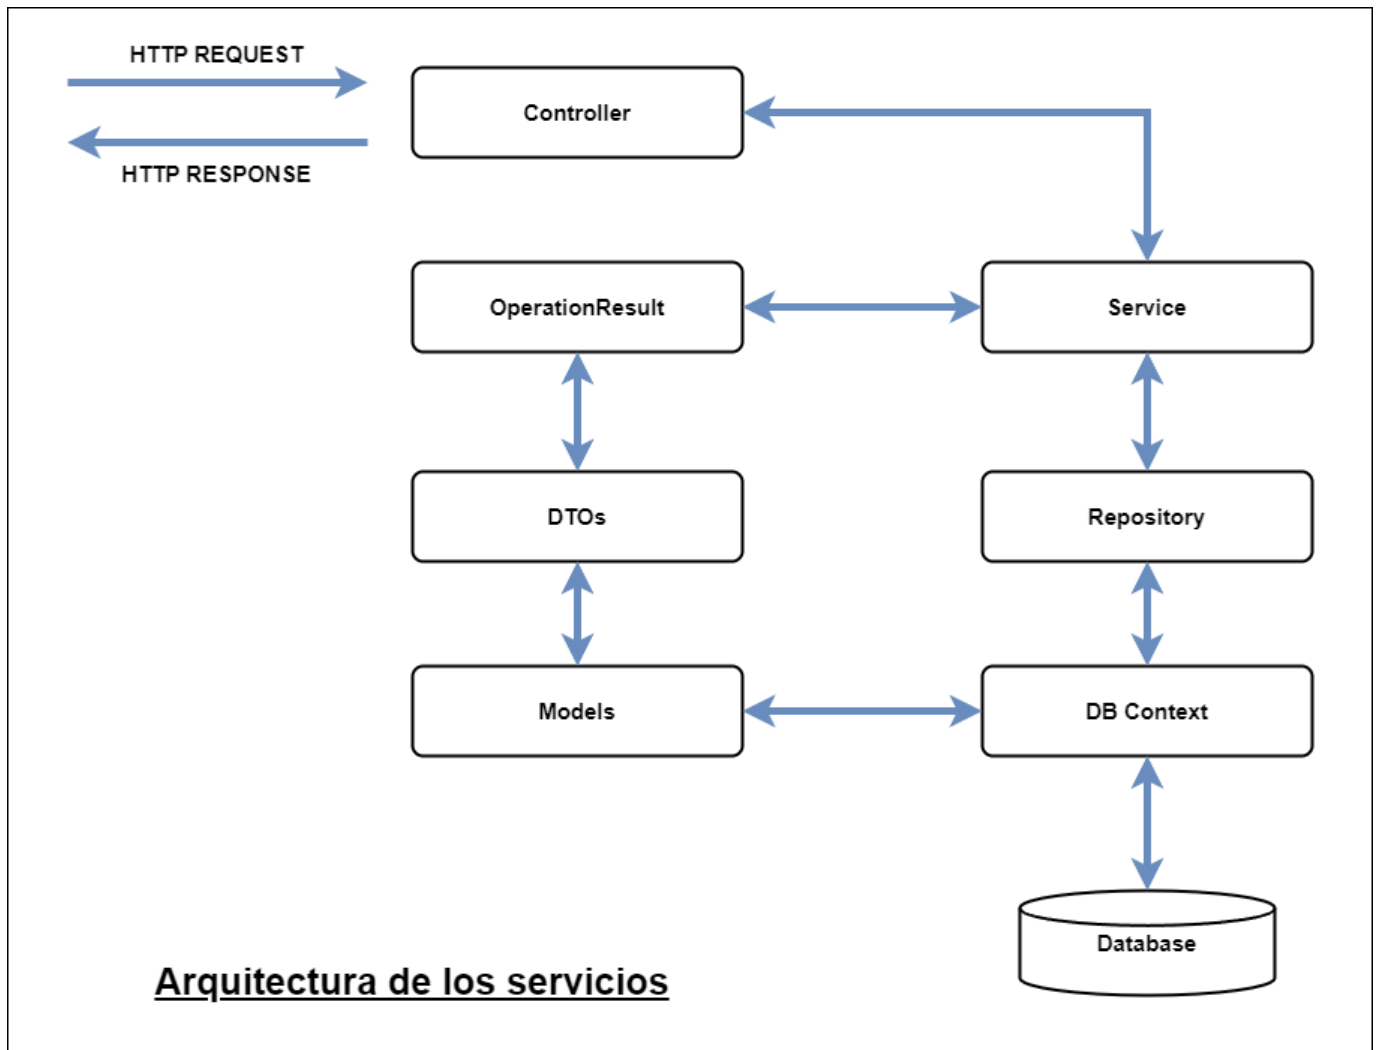 HTTP REQUEST
Controller
HTTP RESPONSE
OperationResult
Service
DTOs
Repository
Models
DB Context
Database
Arquitectura de los servicios